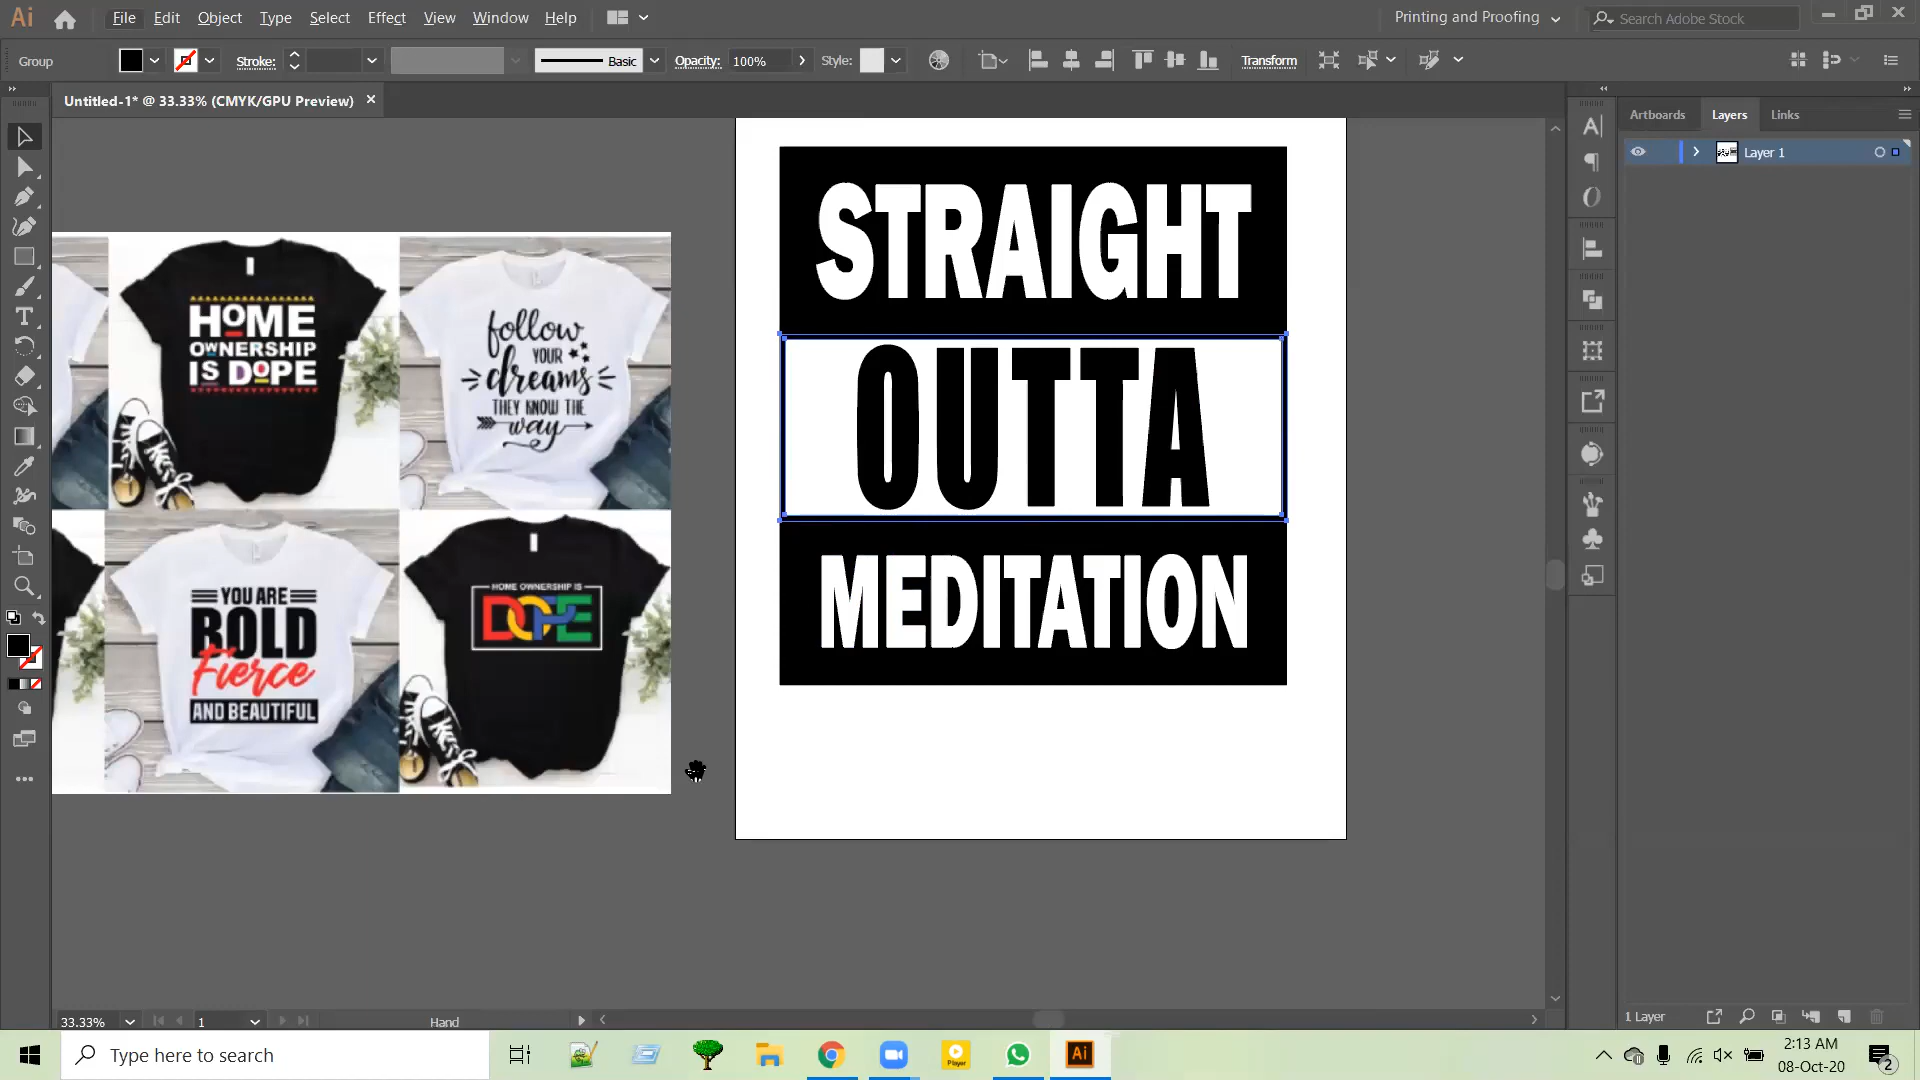 Ai File Edit Object Type Select Effect View Window Help Printing and Proofing Search Adobe Stock
Group Stroke: Basic Opacity: 100% Style: Transform
Untitled-1* @ 33.33% (CMYK/GPU Preview)
Artboards Layers Links
Layer 1
HOME
OWNERSHIP
IS DOPE
follow
YOUR
dreams
THEY KNOW THE
way
YOU ARE
BOLD
Fierce
AND BEAUTIFUL
HOME OWNERSHIP IS
DOPE
STRAIGHT
OUTTA
MEDITATION
33.33% 1 Hand
1 Layer
Type here to search
Player
Ai
2:13 AM
08-Oct-20
2